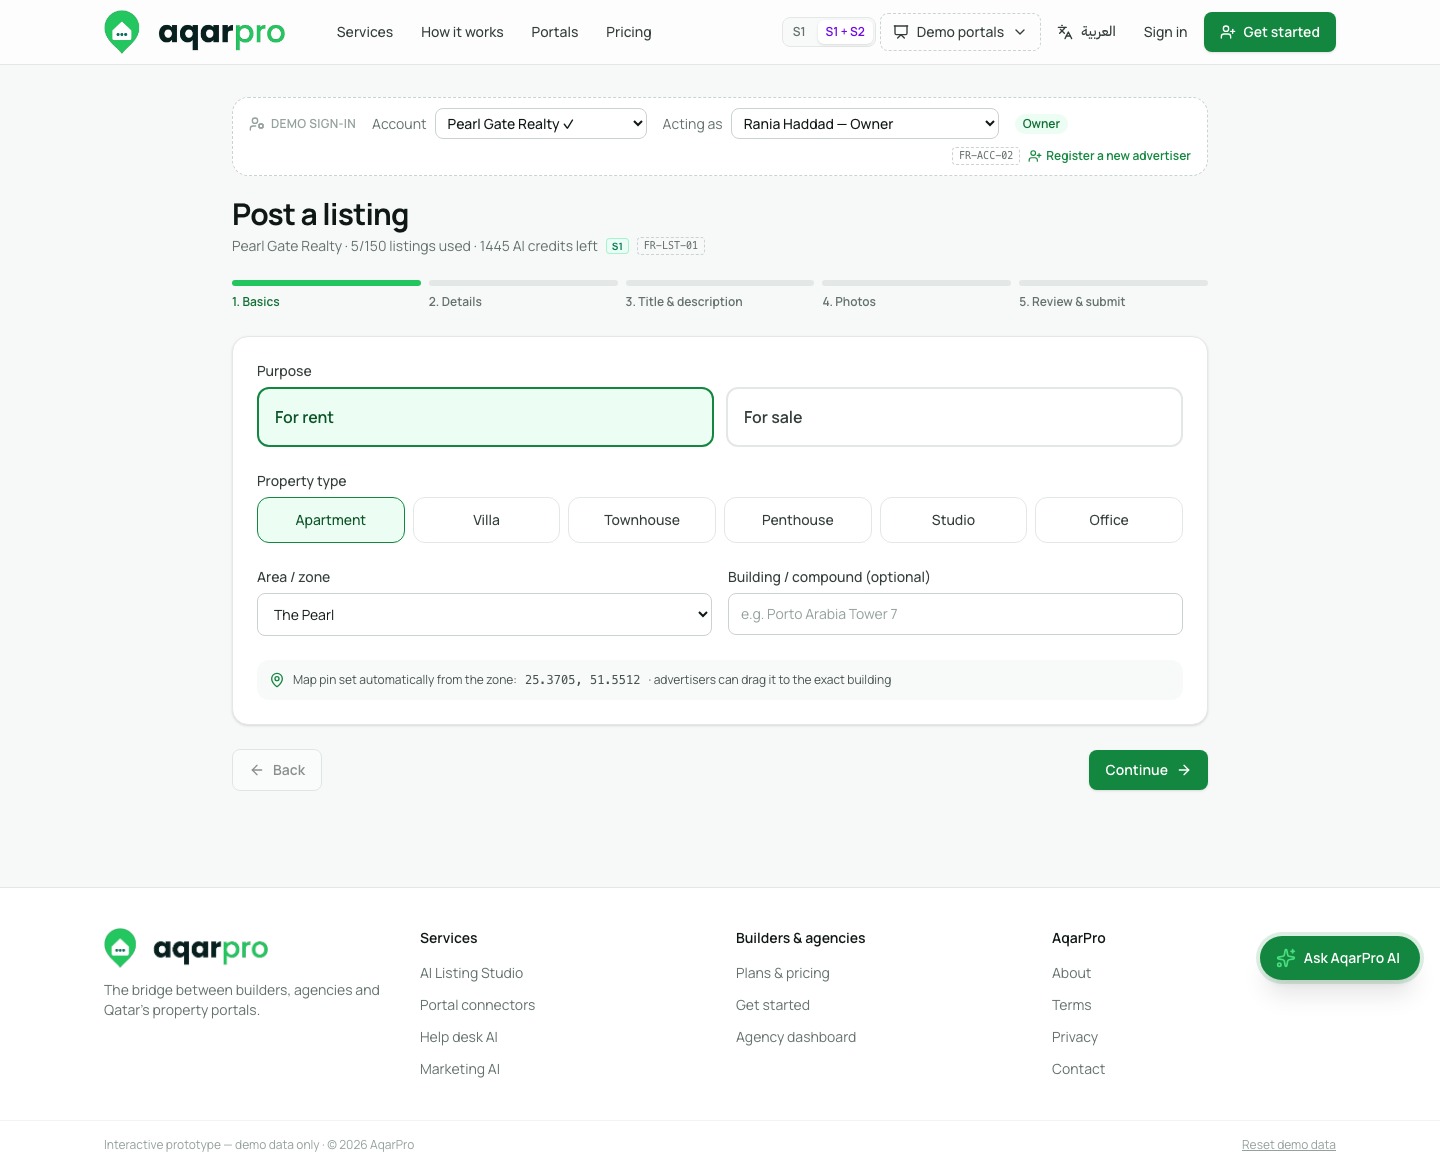 aqarpro
Services
How it works
Portals
Pricing
S1
S1 + S2
Demo portals
العربية
Sign in
Get started
DEMO SIGN-IN
Account
Pearl Gate Realty ✓
Acting as
Rania Haddad — Owner
Owner
FR-ACC-02
Register a new advertiser
Post a listing
Pearl Gate Realty · 5/150 listings used · 1445 AI credits left S1 FR-LST-01
1. Basics
2. Details
3. Title & description
4. Photos
5. Review & submit
Purpose
For rent
For sale
Property type
Apartment
Villa
Townhouse
Penthouse
Studio
Office
Area / zone
The Pearl
Building / compound (optional)
e.g. Porto Arabia Tower 7
Map pin set automatically from the zone: 25.3705, 51.5512 · advertisers can drag it to the exact building
Back
Continue
aqarpro
The bridge between builders, agencies and
Qatar's property portals.
Services
AI Listing Studio
Portal connectors
Help desk AI
Marketing AI
Builders & agencies
Plans & pricing
Get started
Agency dashboard
AqarPro
About
Terms
Privacy
Contact
Ask AqarPro AI
Interactive prototype — demo data only · © 2026 AqarPro
Reset demo data